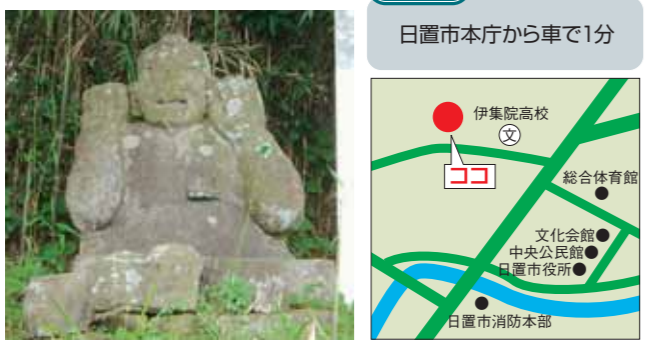 日置市本庁から車で1分
伊集院高校
文
ココ
総合体育館
文化会館
中央公民館
日置市役所
日置市消防本部